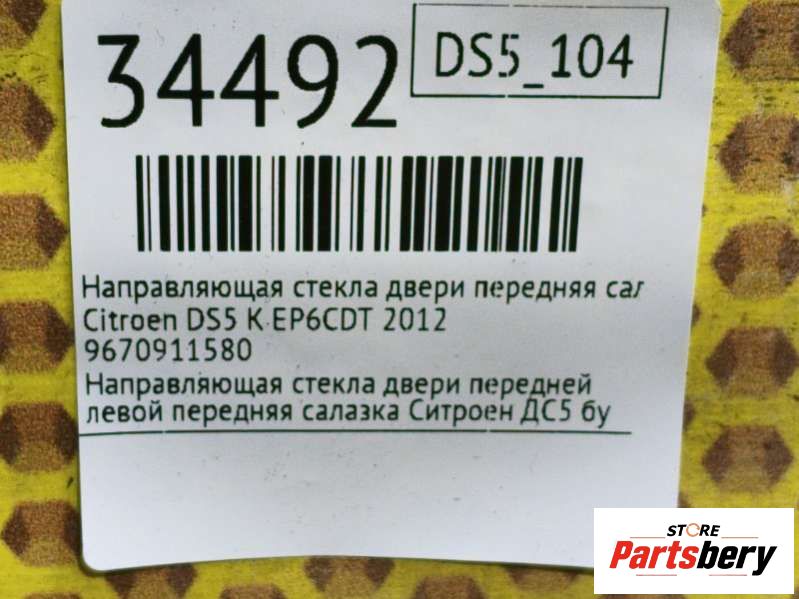 34492
DS5_104
Направляющая стекла двери передняя сал
Citroen DS5 K EP6CDT 2012
9670911580
Направляющая стекла двери передней
левой передняя салазка Ситроен ДС5 бу
STORE
Partsbery